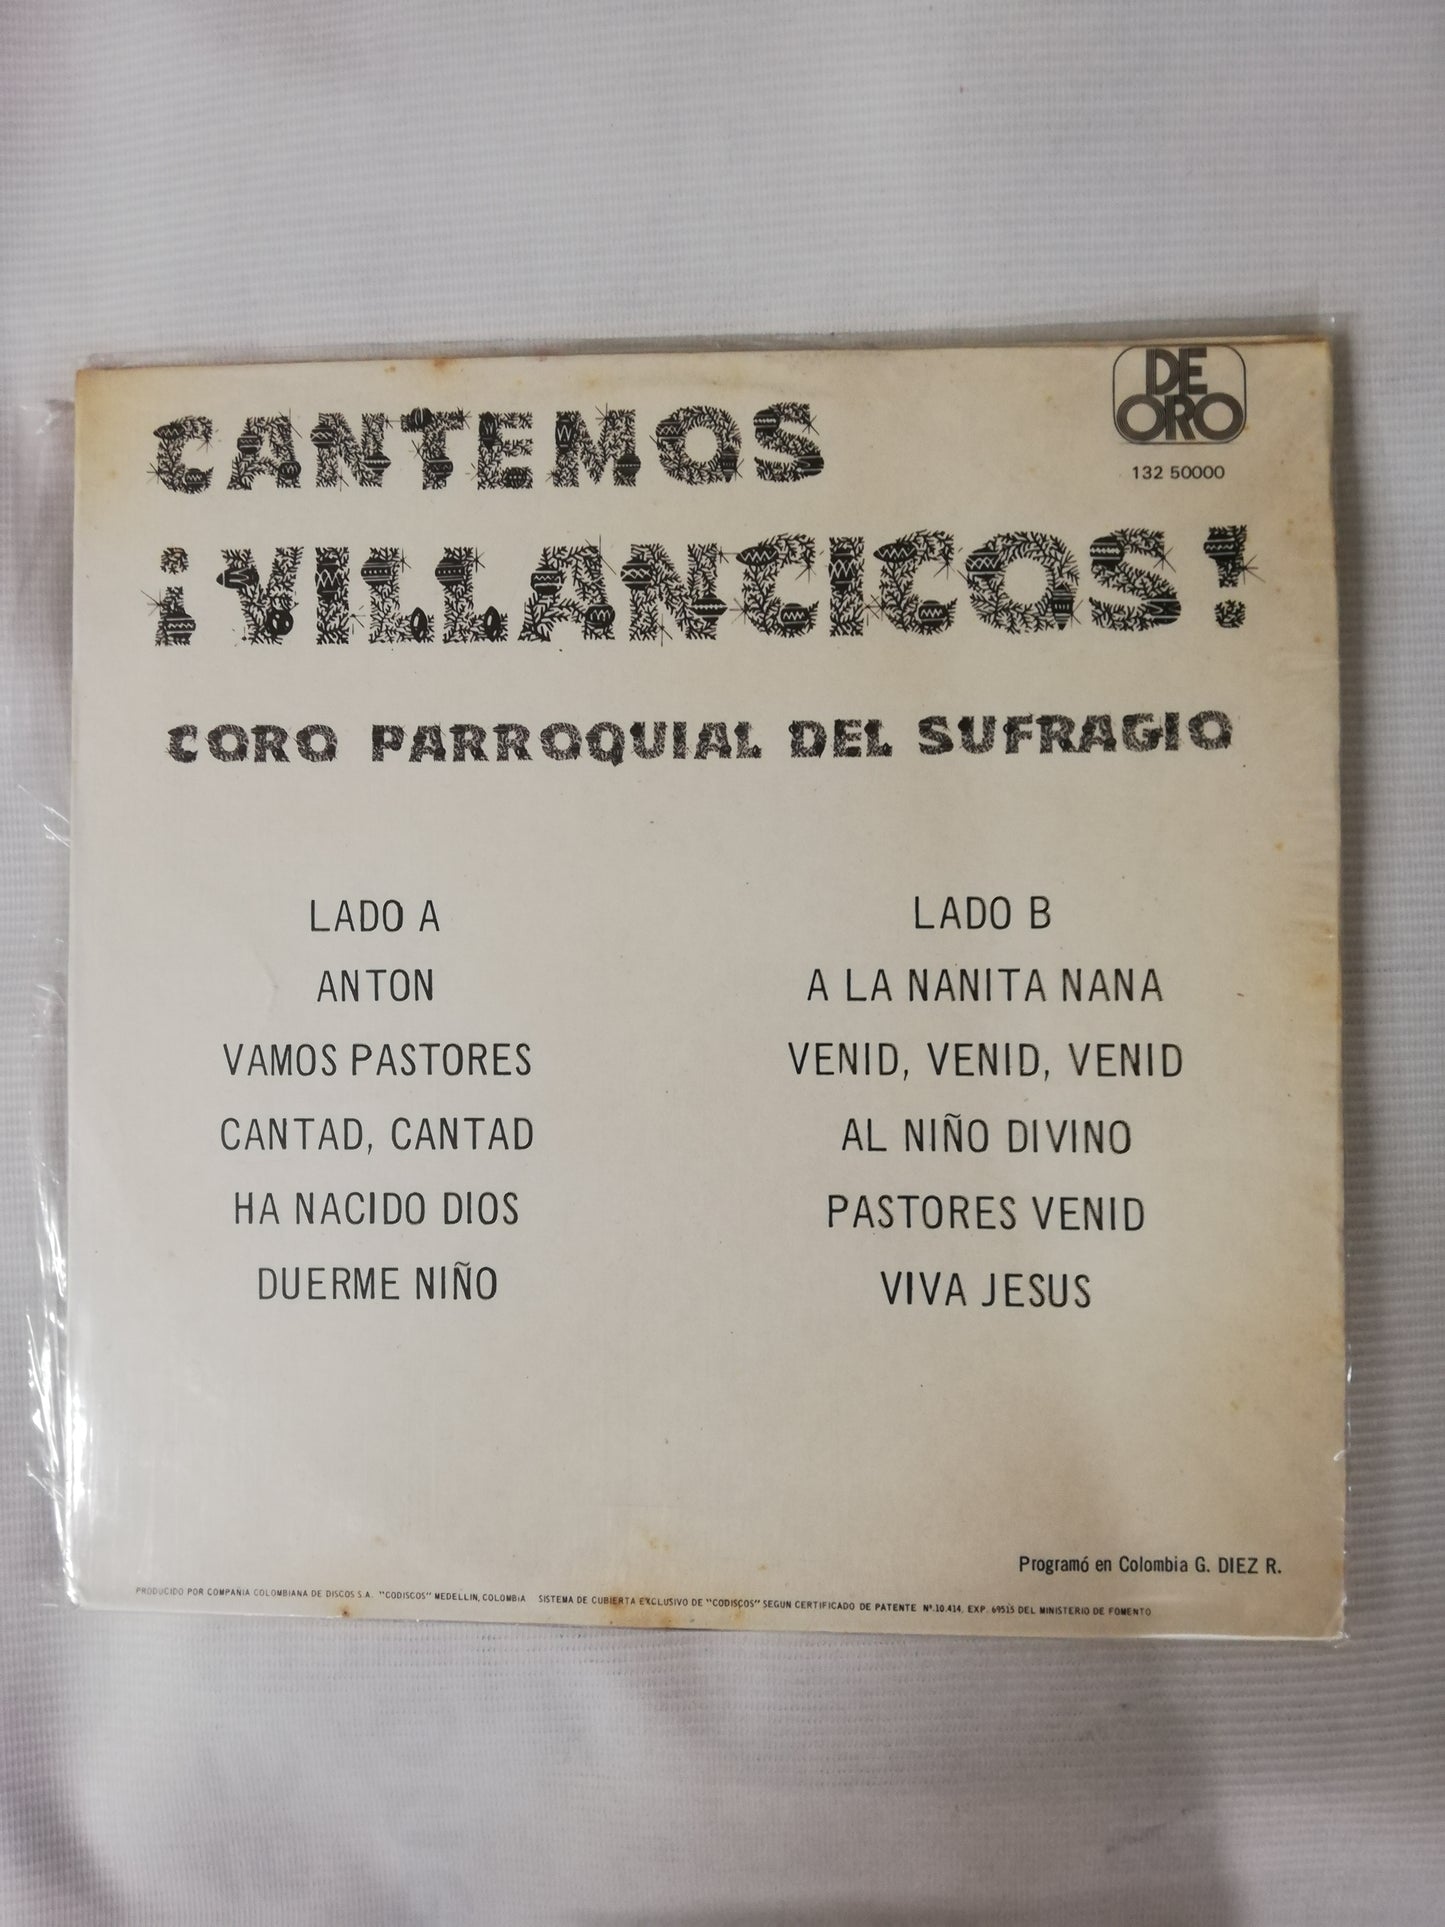 DE
ORO
132 50000
CANTEMOS
¡VILLANCICOS!
CORO PARROQUIAL DEL SUFRAGIO
LADO A
ANTON
VAMOS PASTORES
CANTAD, CANTAD
HA NACIDO DIOS
DUERME NIÑO
LADO B
A LA NANITA NANA
VENID, VENID, VENID
AL NIÑO DIVINO
PASTORES VENID
VIVA JESUS
Programó en Colombia G. DIEZ R.
PRODUCIDO POR COMPAÑIA COLOMBIANA DE DISCOS S.A. "CODISCOS" MEDELLIN, COLOMBIA SISTEMA DE CUBIERTA EXCLUSIVO DE "CODISCOS" SEGUN CERTIFICADO DE PATENTE Nº.10.414, EXP. 69515 DEL MINISTERIO DE FOMENTO